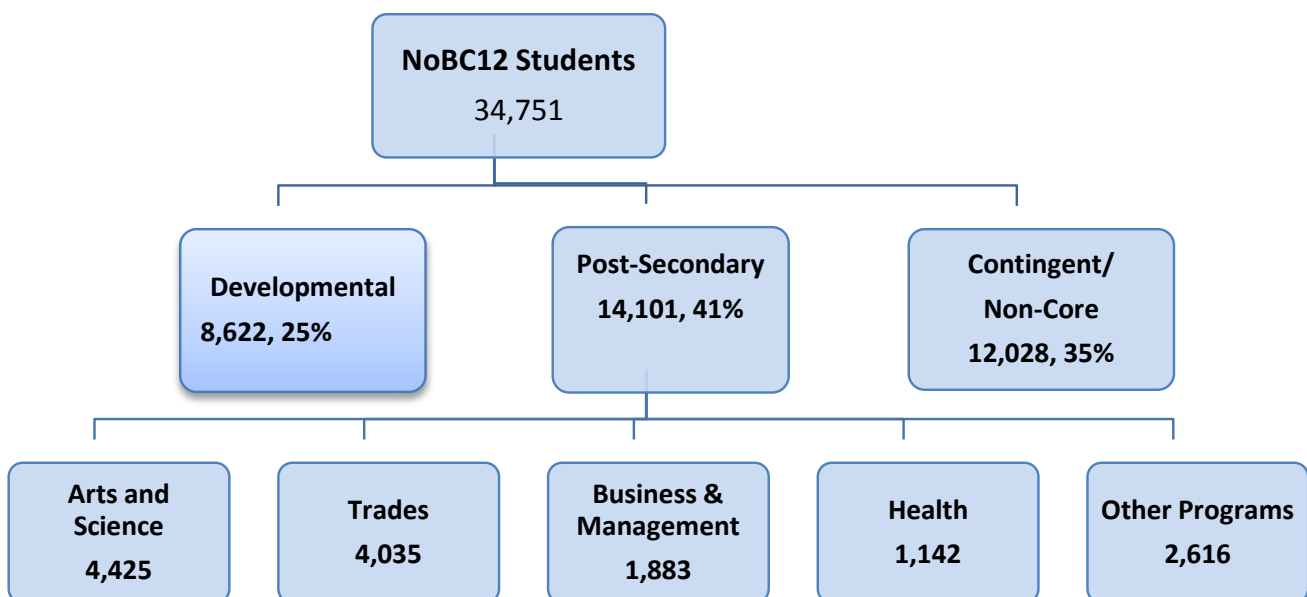 NoBC12 Students
34,751
Developmental
8,622, 25%
Post-Secondary
14,101, 41%
Contingent/
Non-Core
12,028, 35%
Arts and
Science
4,425
Trades
4,035
Business &
Management
1,883
Health
1,142
Other Programs
2,616